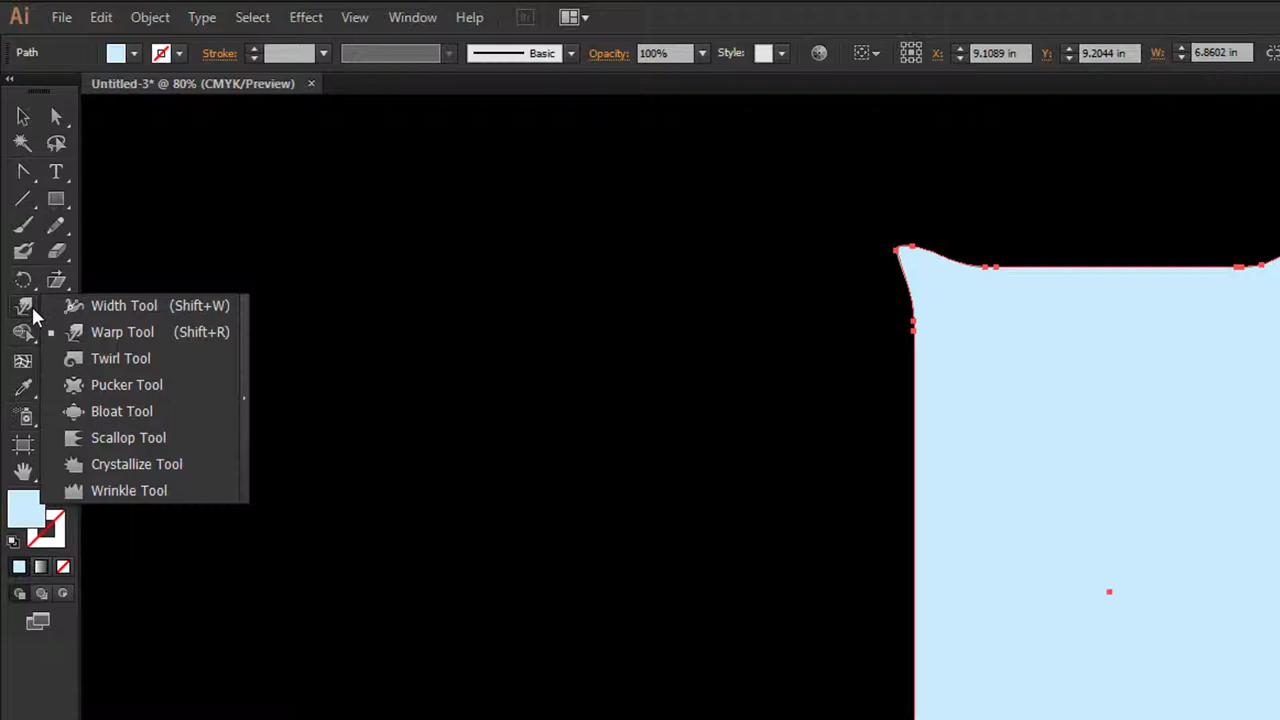 Ai File Edit Object Type Select Effect View Window Help Br
Path Stroke: Basic Opacity: 100% Style: X: 9.1089 in Y: 9.2044 in W: 6.8602 in
Untitled-3* @ 80% (CMYK/Preview) ×
T
Width Tool (Shift+W)
Warp Tool (Shift+R)
Twirl Tool
Pucker Tool
Bloat Tool
Scallop Tool
Crystallize Tool
Wrinkle Tool